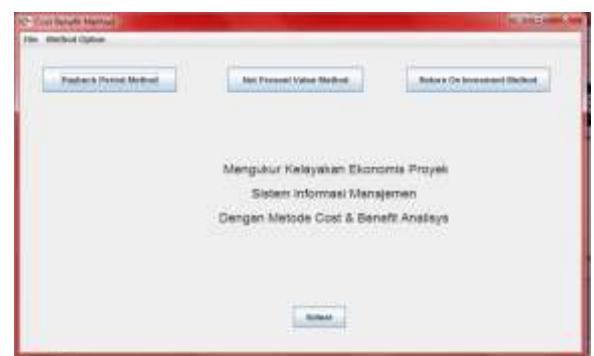 Cost Benefit Method
File Method Option
Payback Period Method Net Present Value Method Return On Investment Method
Mengukur Kelayakan Ekonomis Proyek
Sistem Informasi Manajemen
Dengan Metode Cost & Benefit Analisys